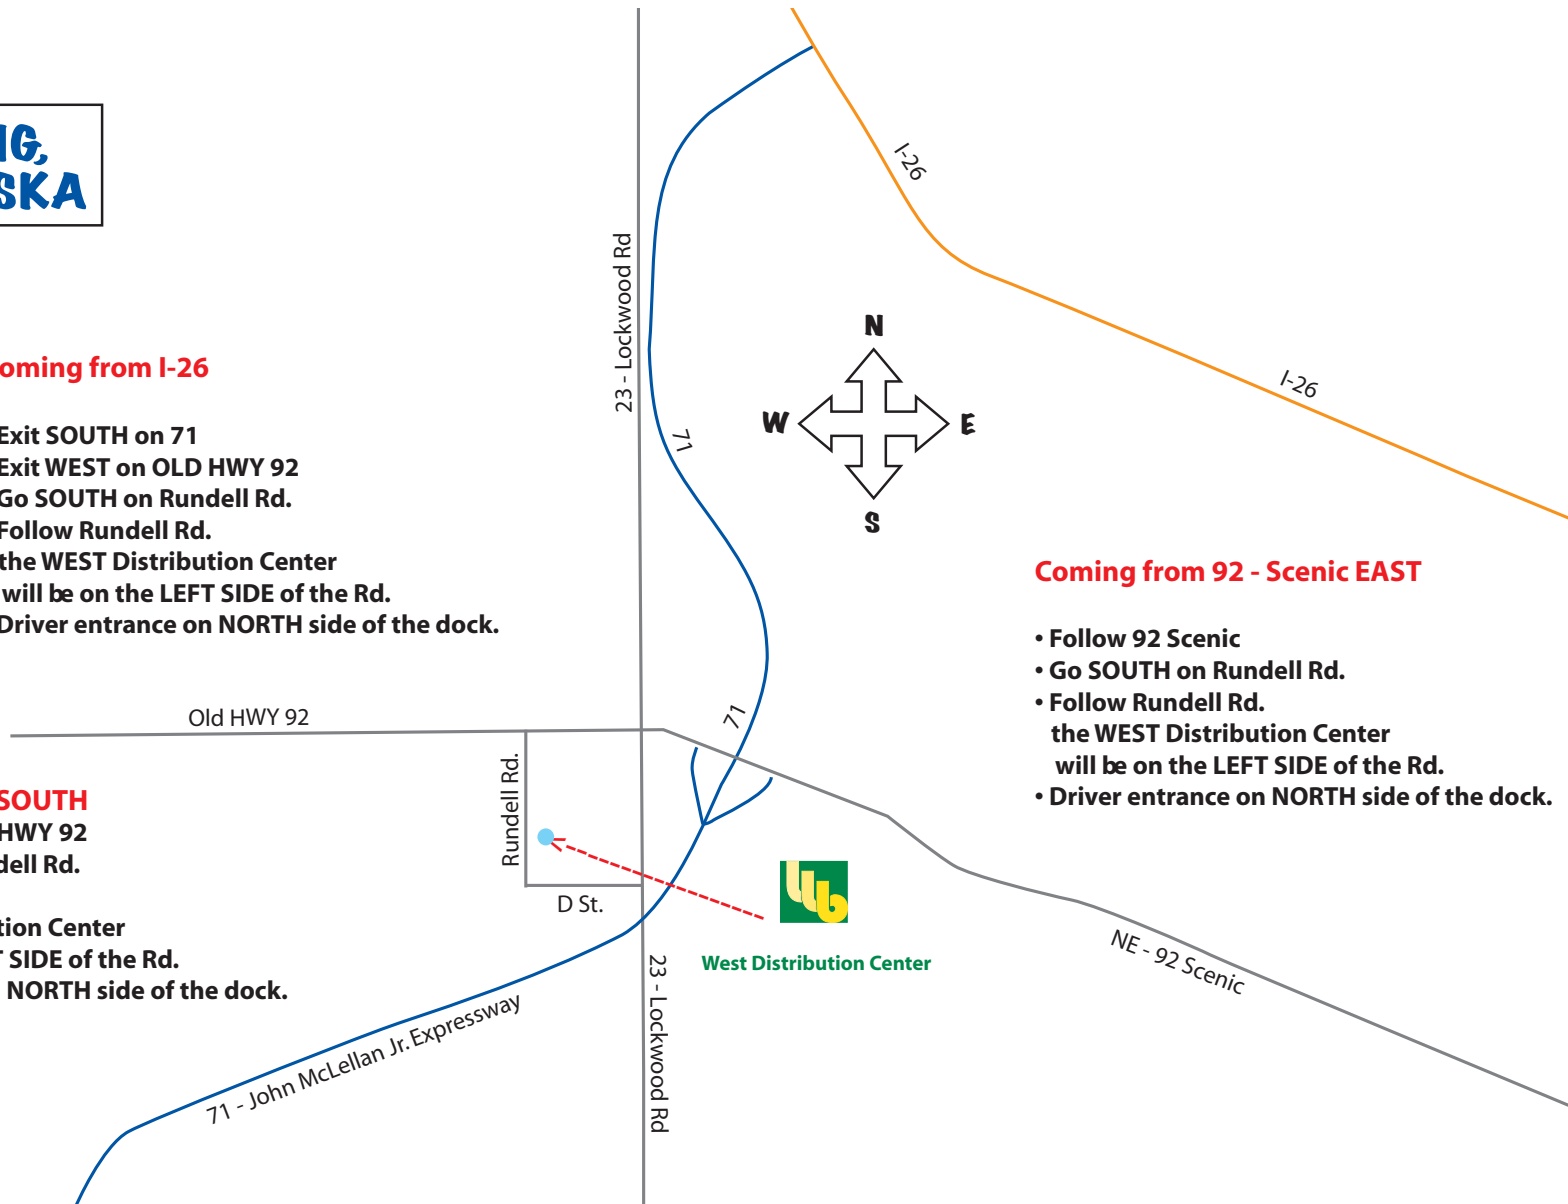 IG,
SKA
oming from I-26
Exit SOUTH on 71
Exit WEST on OLD HWY 92
Go SOUTH on Rundell Rd.
Follow Rundell Rd.
the WEST Distribution Center
will be on the LEFT SIDE of the Rd.
Driver entrance on NORTH side of the dock.
23 - Lockwood Rd
71
I-26
I-26
N
W
E
S
Coming from 92 - Scenic EAST
• Follow 92 Scenic
• Go SOUTH on Rundell Rd.
• Follow Rundell Rd.
the WEST Distribution Center
will be on the LEFT SIDE of the Rd.
• Driver entrance on NORTH side of the dock.
Old HWY 92
71
Rundell Rd.
D St.
SOUTH
HWY 92
dell Rd.
tion Center
T SIDE of the Rd.
NORTH side of the dock.
West Distribution Center
23 - Lockwood Rd
71 - John McLellan Jr. Expressway
NE - 92 Scenic